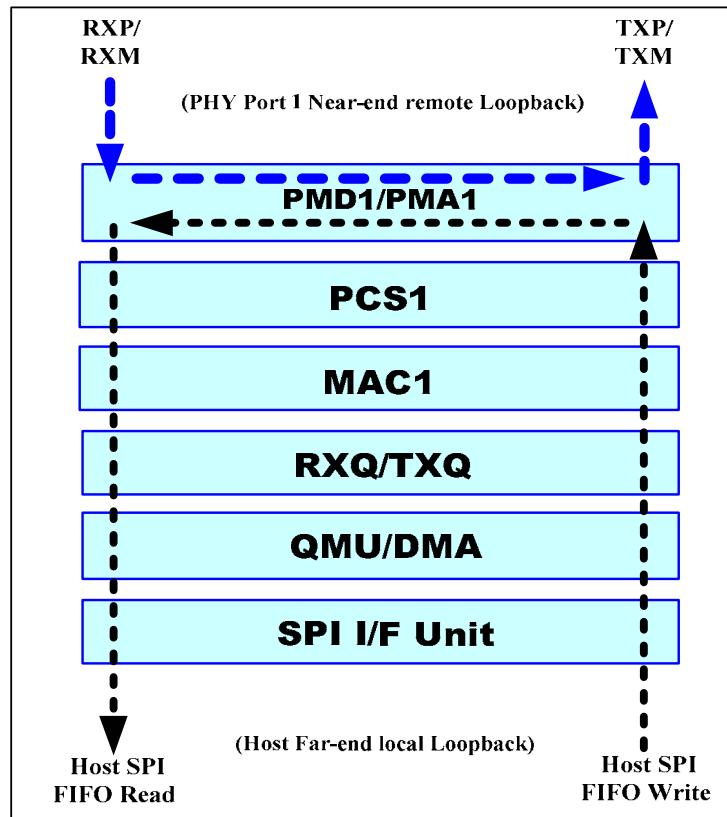 RXP/
RXM
TXP/
TXM
(PHY Port 1 Near-end remote Loopback)
PMD1/PMA1
PCS1
MAC1
RXQ/TXQ
QMU/DMA
SPI I/F Unit
(Host Far-end local Loopback)
Host SPI
FIFO Read
Host SPI
FIFO Write